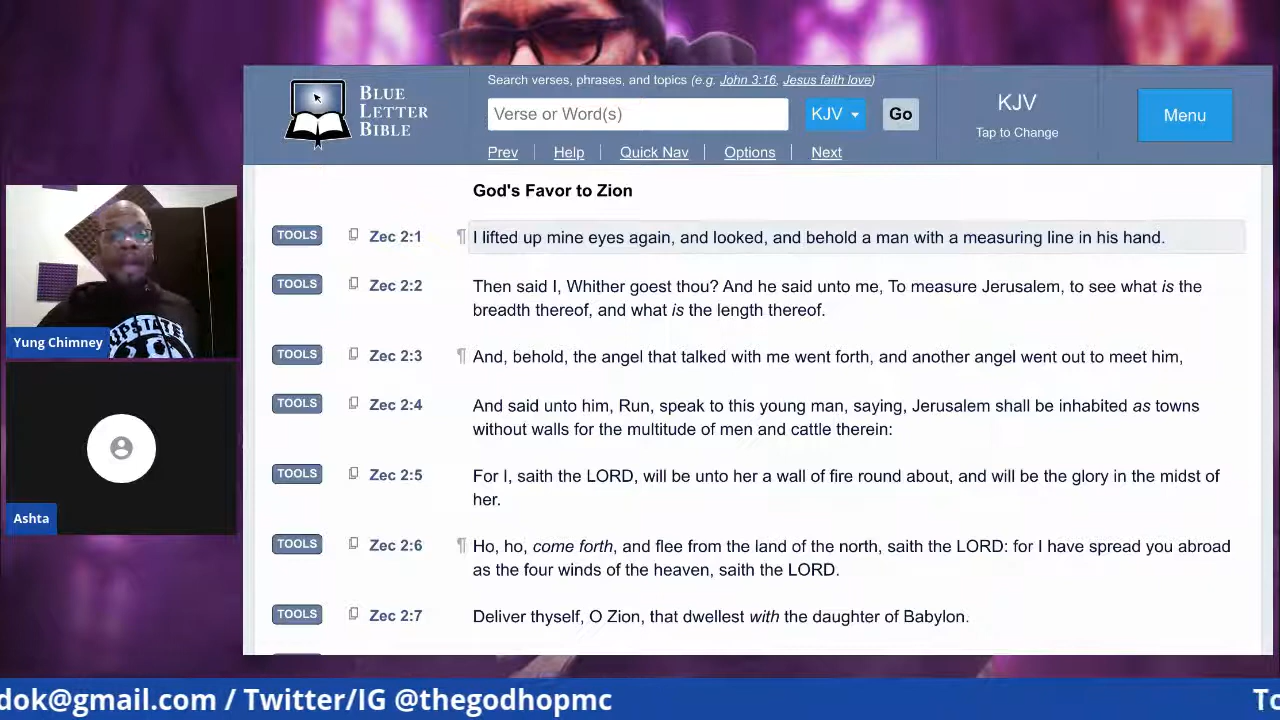 Search verses, phrases, and topics (e.g. John 3:16, Jesus faith love)
BLUE
LETTER
BIBLE
Verse or Word(s)
KJV
Go
KJV
Tap to Change
Menu
Prev
Help
Quick Nav
Options
Next
God's Favor to Zion
TOOLS Zec 2:1 ¶ I lifted up mine eyes again, and looked, and behold a man with a measuring line in his hand.
TOOLS Zec 2:2 Then said I, Whither goest thou? And he said unto me, To measure Jerusalem, to see what is the
breadth thereof, and what is the length thereof.
TOOLS Zec 2:3 ¶ And, behold, the angel that talked with me went forth, and another angel went out to meet him,
TOOLS Zec 2:4 And said unto him, Run, speak to this young man, saying, Jerusalem shall be inhabited as towns
without walls for the multitude of men and cattle therein:
TOOLS Zec 2:5 For I, saith the LORD, will be unto her a wall of fire round about, and will be the glory in the midst of
her.
TOOLS Zec 2:6 ¶ Ho, ho, come forth, and flee from the land of the north, saith the LORD: for I have spread you abroad
as the four winds of the heaven, saith the LORD.
TOOLS Zec 2:7 Deliver thyself, O Zion, that dwellest with the daughter of Babylon.
UPSTATE
Yung Chimney
Ashta
dok@gmail.com / Twitter/IG @thegodhopmc
To